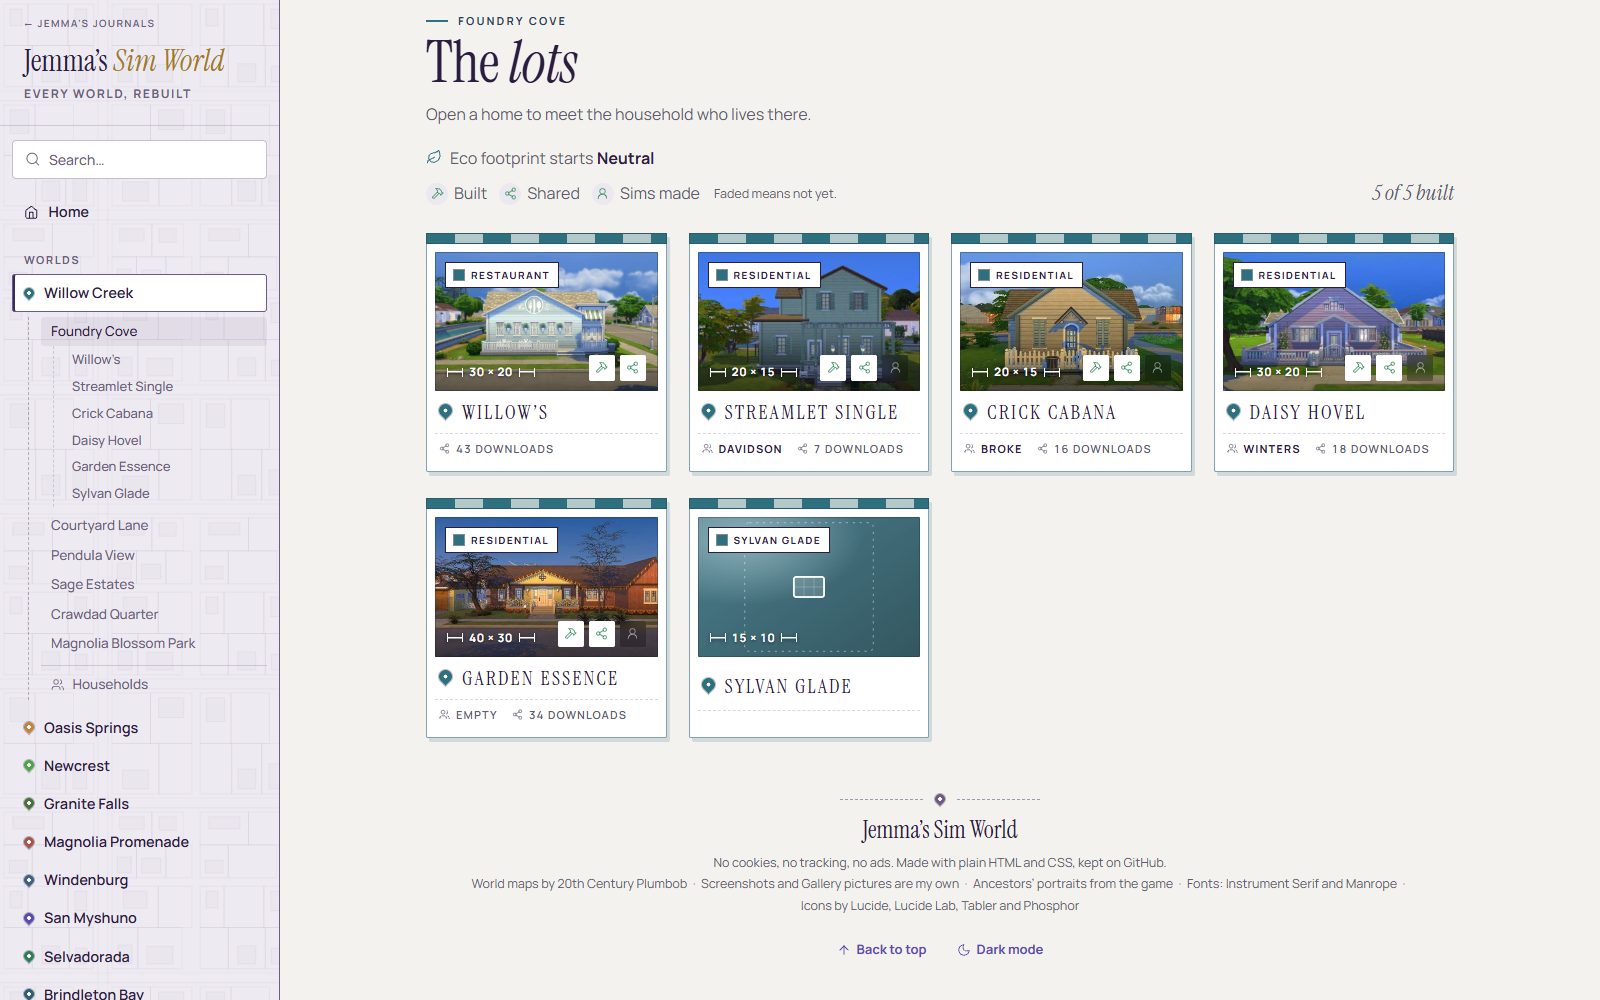 ← JEMMA'S JOURNALS
Jemma's Sim World
EVERY WORLD, REBUILT
Search...
Home
WORLDS
Willow Creek
Foundry Cove
Willow's
Streamlet Single
Crick Cabana
Daisy Hovel
Garden Essence
Sylvan Glade
Courtyard Lane
Pendula View
Sage Estates
Crawdad Quarter
Magnolia Blossom Park
Households
Oasis Springs
Newcrest
Granite Falls
Magnolia Promenade
Windenburg
San Myshuno
Selvadorada
Brindleton Bay
FOUNDRY COVE
The lots
Open a home to meet the household who lives there.
Eco footprint starts Neutral
Built Shared Sims made Faded means not yet.
5 of 5 built
RESTAURANT
30 × 20
WILLOW'S
43 DOWNLOADS
RESIDENTIAL
20 × 15
STREAMLET SINGLE
DAVIDSON 7 DOWNLOADS
RESIDENTIAL
20 × 15
CRICK CABANA
BROKE 16 DOWNLOADS
RESIDENTIAL
30 × 20
DAISY HOVEL
WINTERS 18 DOWNLOADS
RESIDENTIAL
40 × 30
GARDEN ESSENCE
EMPTY 34 DOWNLOADS
SYLVAN GLADE
15 × 10
SYLVAN GLADE
Jemma's Sim World
No cookies, no tracking, no ads. Made with plain HTML and CSS, kept on GitHub.
World maps by 20th Century Plumbob · Screenshots and Gallery pictures are my own · Ancestors' portraits from the game · Fonts: Instrument Serif and Manrope ·
Icons by Lucide, Lucide Lab, Tabler and Phosphor
Back to top Dark mode